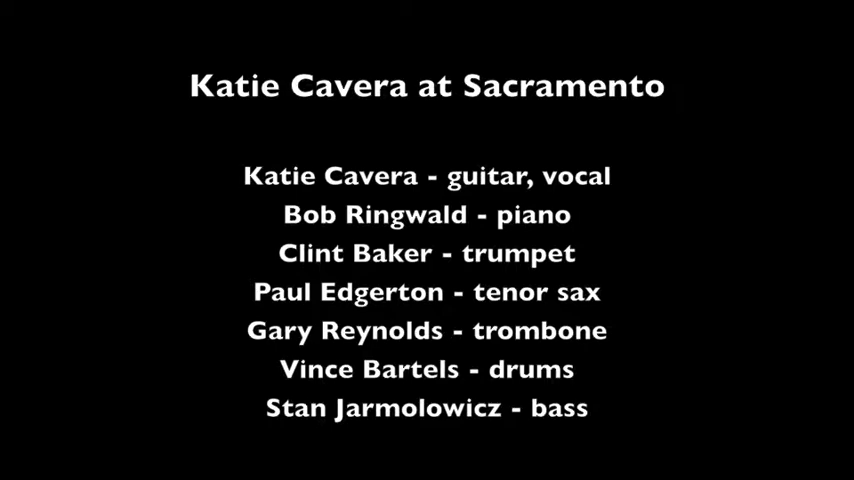 Katie Cavera at Sacramento
Katie Cavera - guitar, vocal
Bob Ringwald - piano
Clint Baker - trumpet
Paul Edgerton - tenor sax
Gary Reynolds - trombone
Vince Bartels - drums
Stan Jarmolowicz - bass